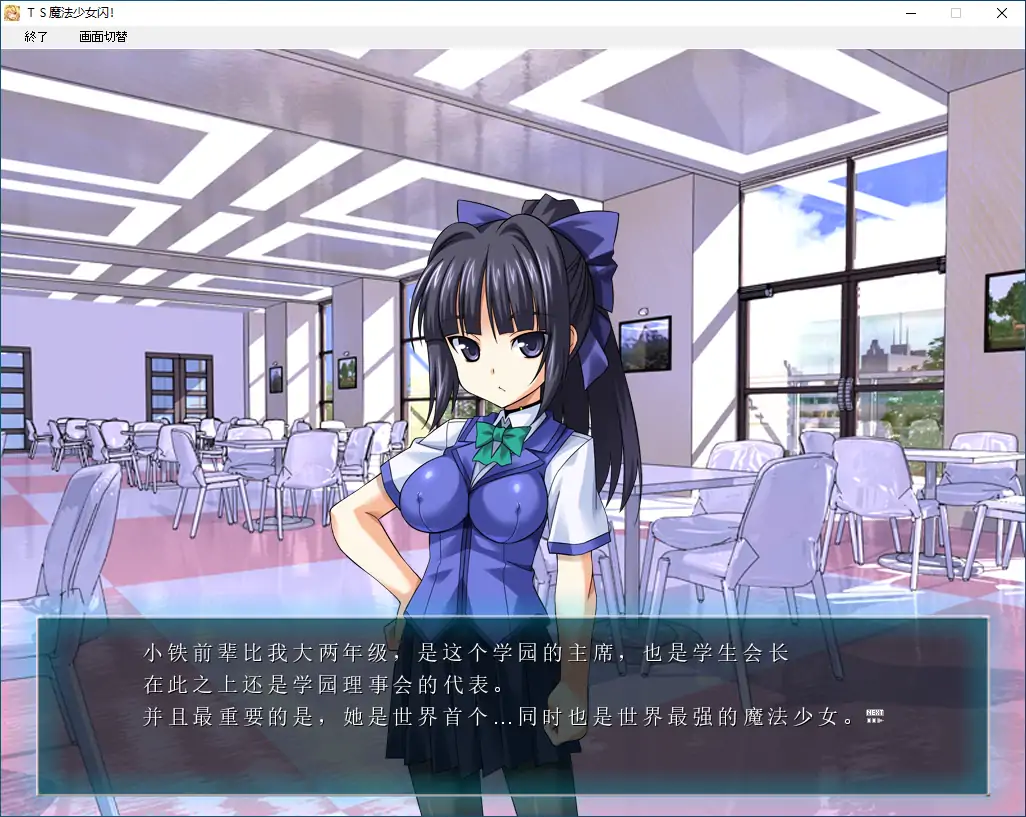 ＴＳ魔法少女闪!
終了 画面切替
小铁前辈比我大两年级，是这个学园的主席，也是学生会长
在此之上还是学园理事会的代表。
并且最重要的是，她是世界首个…同时也是世界最强的魔法少女。
NEXT